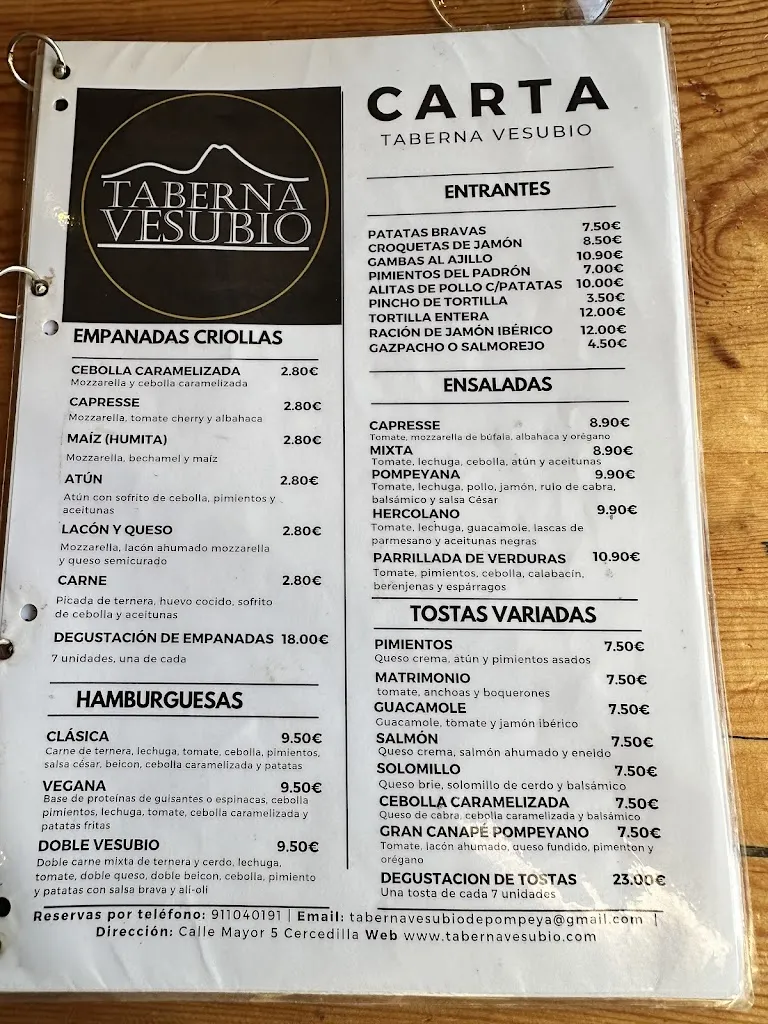 TABERNA
VESUBIO
EMPANADAS CRIOLLAS
CEBOLLA CARAMELIZADA 2.80€
Mozzarella y cebolla caramelizada
CAPRESSE 2.80€
Mozzarella, tomate cherry y albahaca
MAÍZ (HUMITA) 2.80€
Mozzarella, bechamel y maíz
ATÚN 2.80€
Atún con sofrito de cebolla, pimientos y
aceitunas
LACÓN Y QUESO 2.80€
Mozzarella, lacón ahumado mozzarella
y queso semicurado
CARNE 2.80€
Picada de ternera, huevo cocido, sofrito
de cebolla y aceitunas
DEGUSTACIÓN DE EMPANADAS 18.00€
7 unidades, una de cada
HAMBURGUESAS
CLÁSICA 9.50€
Carne de ternera, lechuga, tomate, cebolla, pimientos,
salsa césar, beicon, cebolla caramelizada y patatas
VEGANA 9.50€
Base de proteínas de guisantes o espinacas, cebolla
pimientos, lechuga, tomate, cebolla caramelizada y
patatas fritas
DOBLE VESUBIO 9.50€
Doble carne mixta de ternera y cerdo, lechuga,
tomate, doble queso, doble beicon, cebolla, pimiento
y patatas con salsa brava y ali-oli
CARTA
TABERNA VESUBIO
ENTRANTES
PATATAS BRAVAS 7.50€
CROQUETAS DE JAMÓN 8.50€
GAMBAS AL AJILLO 10.90€
PIMIENTOS DEL PADRÓN 7.00€
ALITAS DE POLLO C/PATATAS 10.00€
PINCHO DE TORTILLA 3.50€
TORTILLA ENTERA 12.00€
RACIÓN DE JAMÓN IBÉRICO 12.00€
GAZPACHO O SALMOREJO 4.50€
ENSALADAS
CAPRESSE 8.90€
Tomate, mozzarella de búfala, albahaca y orégano
MIXTA 8.90€
Tomate, lechuga, cebolla, atún y aceitunas
POMPEYANA 9.90€
Tomate, lechuga, pollo, jamón, rulo de cabra,
balsámico y salsa César
HERCOLANO 9.90€
Tomate, lechuga, guacamole, lascas de
parmesano y aceitunas negras
PARRILLADA DE VERDURAS 10.90€
Tomate, pimientos, cebolla, calabacín,
berenjenas y espárragos
TOSTAS VARIADAS
PIMIENTOS 7.50€
Queso crema, atún y pimientos asados
MATRIMONIO 7.50€
tomate, anchoas y boquerones
GUACAMOLE 7.50€
Guacamole, tomate y jamón ibérico
SALMÓN 7.50€
Queso crema, salmón ahumado y eneldo
SOLOMILLO 7.50€
Queso brie, solomillo de cerdo y balsámico
CEBOLLA CARAMELIZADA 7.50€
Queso de cabra, cebolla caramelizada y balsámico
GRAN CANAPÉ POMPEYANO 7.50€
Tomate, lacón ahumado, queso fundido, pimenton y
orégano
DEGUSTACION DE TOSTAS 23.00€
Una tosta de cada 7 unidades
Reservas por teléfono: 911040191 | Email: tabernavesubiodepompeya@gmail.com |
Dirección: Calle Mayor 5 Cercedilla Web www.tabernavesubio.com